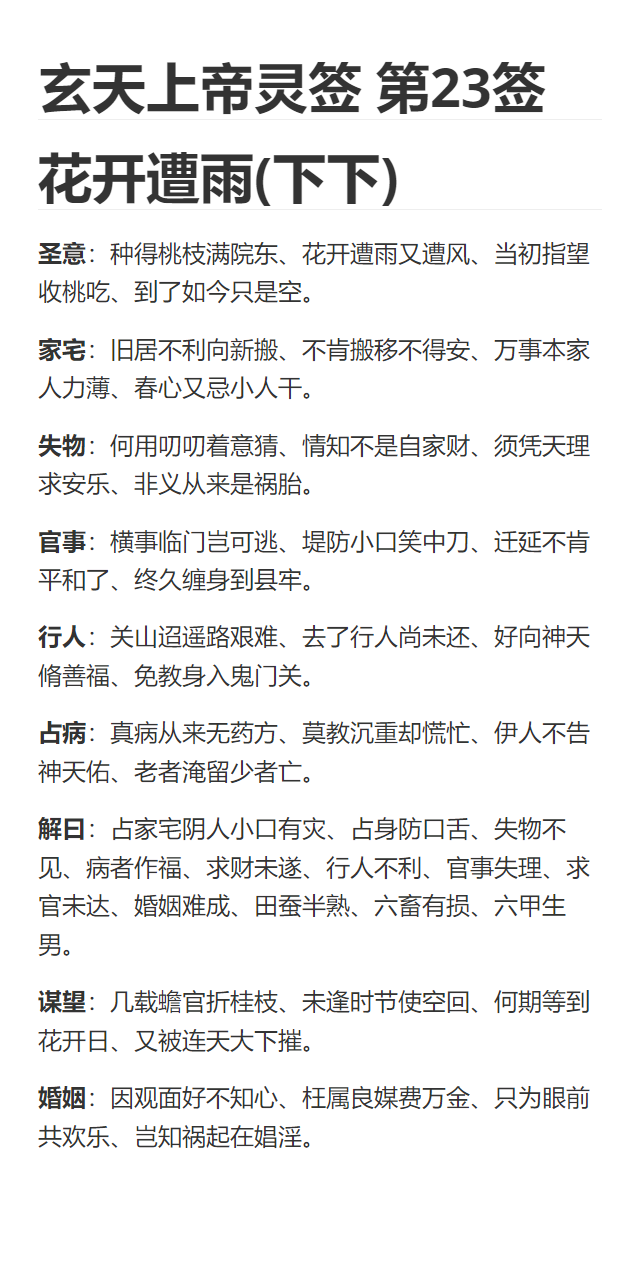 玄天上帝灵签 第23签
花开遭雨(下下)
圣意：种得桃枝满院东、花开遭雨又遭风、当初指望
收桃吃、到了如今只是空。
家宅：旧居不利向新搬、不肯搬移不得安、万事本家
人力薄、春心又忌小人干。
失物：何用叨叨着意猜、情知不是自家财、须凭天理
求安乐、非义从来是祸胎。
官事：横事临门岂可逃、堤防小口笑中刀、迁延不肯
平和了、终久缠身到县牢。
行人：关山迢遥路艰难、去了行人尚未还、好向神天
脩善福、免教身入鬼门关。
占病：真病从来无药方、莫教沉重却慌忙、伊人不告
神天佑、老者淹留少者亡。
解曰：占家宅阴人小口有灾、占身防口舌、失物不
见、病者作福、求财未遂、行人不利、官事失理、求
官未达、婚姻难成、田蚕半熟、六畜有损、六甲生
男。
谋望：几载蟾官折桂枝、未逢时节使空回、何期等到
花开日、又被连天大下摧。
婚姻：因观面好不知心、枉属良媒费万金、只为眼前
共欢乐、岂知祸起在娼淫。